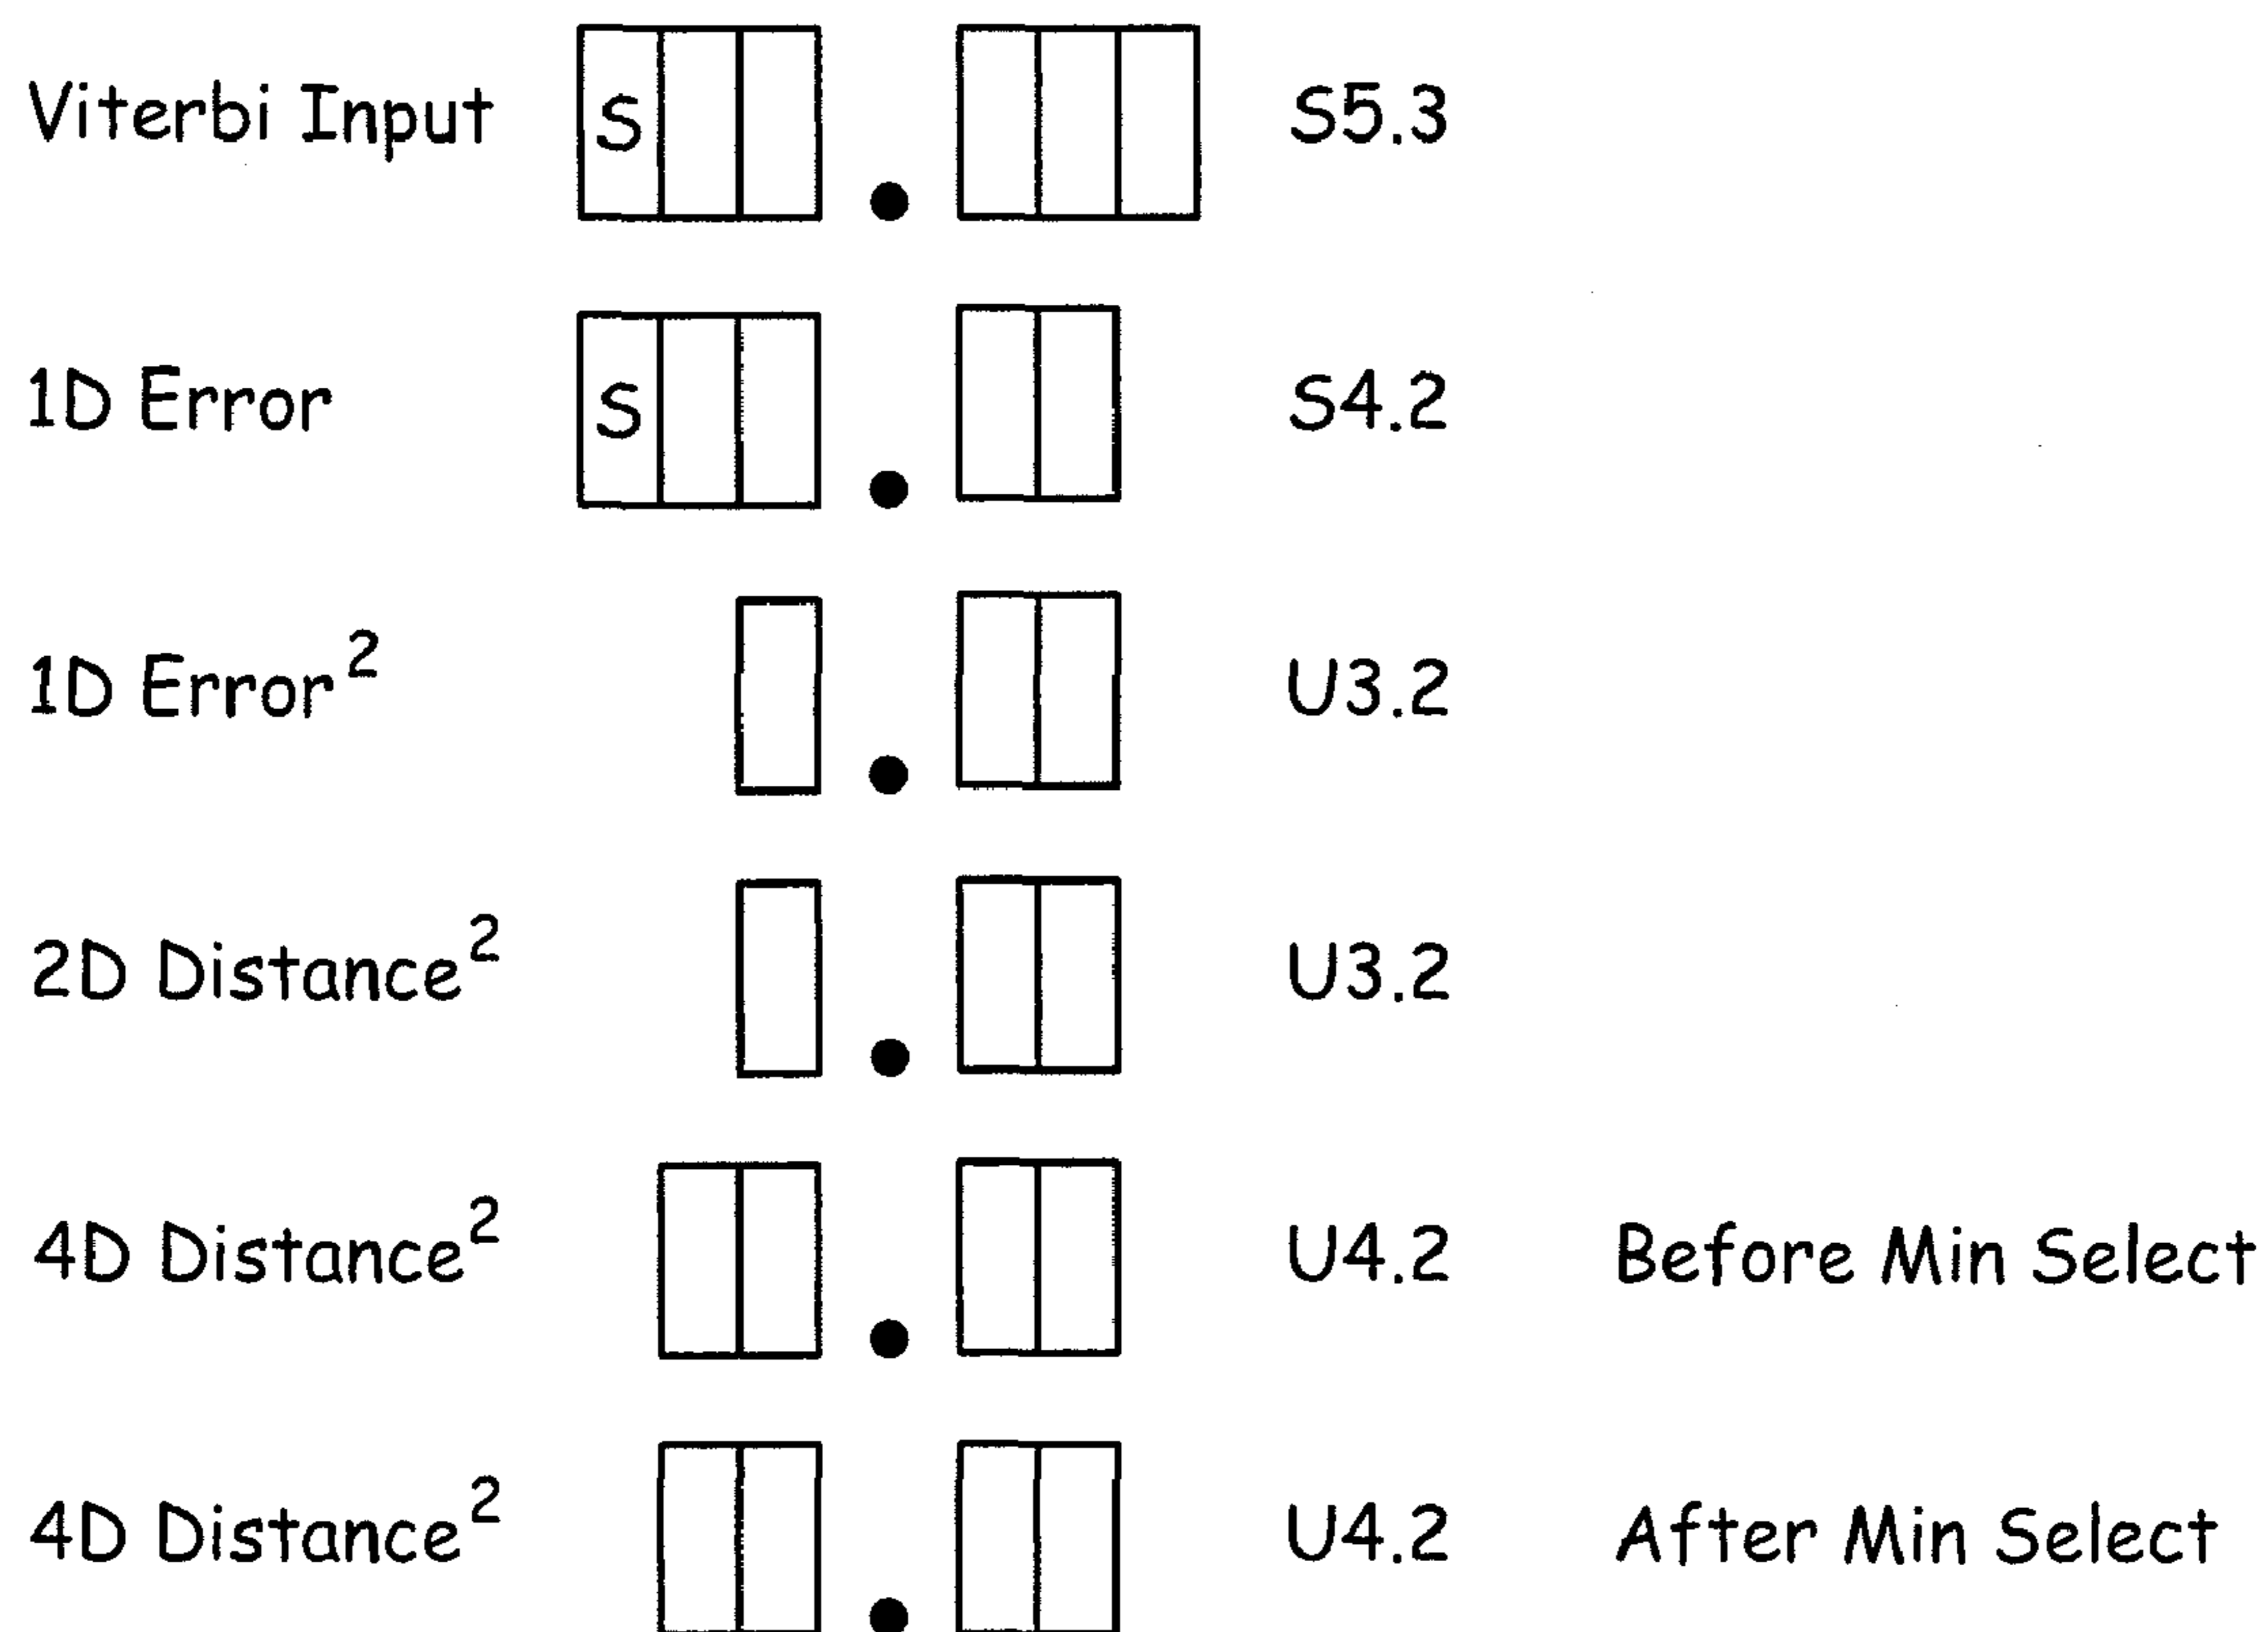 Viterbi Input S S5.3
1D Error S S4.2
1D Error² U3.2
2D Distance² U3.2
4D Distance² U4.2 Before Min Select
4D Distance² U4.2 After Min Select